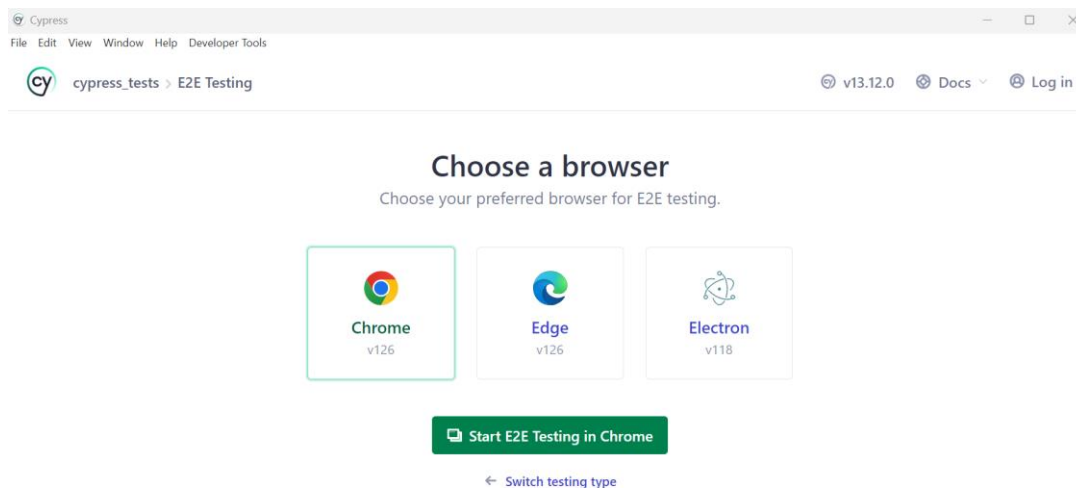 Cypress
File Edit View Window Help Developer Tools
cy cypress_tests > E2E Testing v13.12.0 Docs Log in
Choose a browser
Choose your preferred browser for E2E testing.
Chrome Edge Electron
v126 v126 v118
Start E2E Testing in Chrome
← Switch testing type